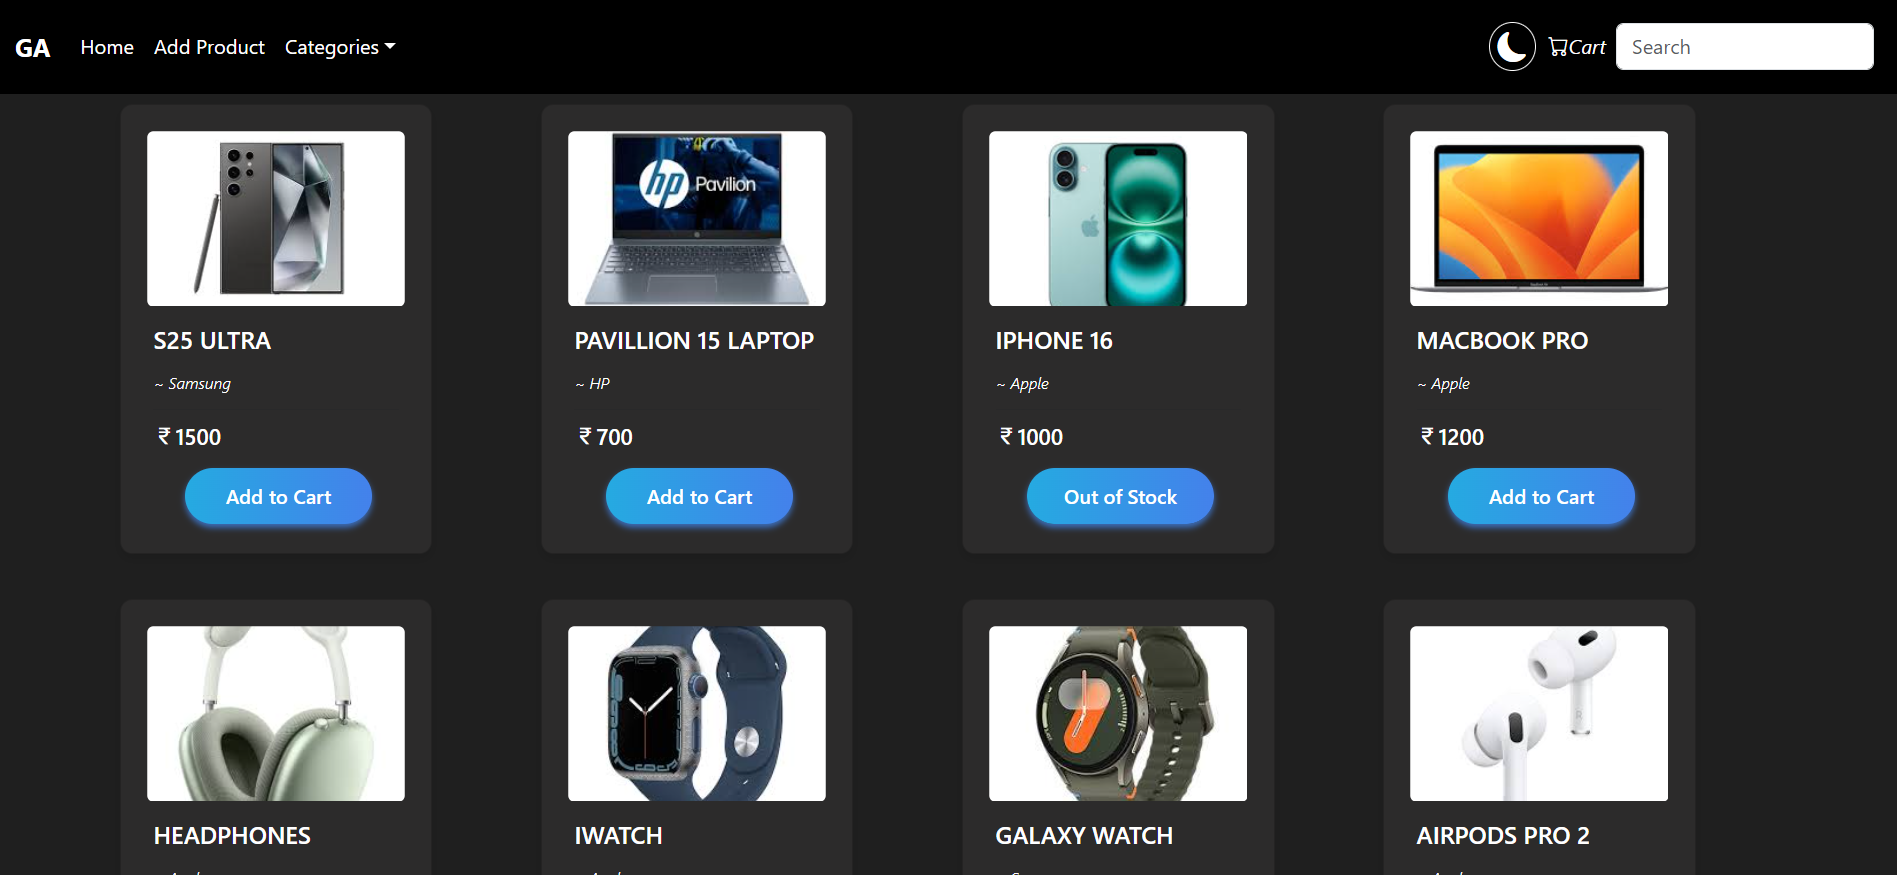 GA Home Add Product Categories Cart Search
hp Pavilion
S25 ULTRA PAVILLION 15 LAPTOP IPHONE 16 MACBOOK PRO
~ Samsung ~ HP ~ Apple ~ Apple
₹ 1500 ₹ 700 ₹ 1000 ₹ 1200
Add to Cart Add to Cart Out of Stock Add to Cart
HEADPHONES IWATCH GALAXY WATCH AIRPODS PRO 2